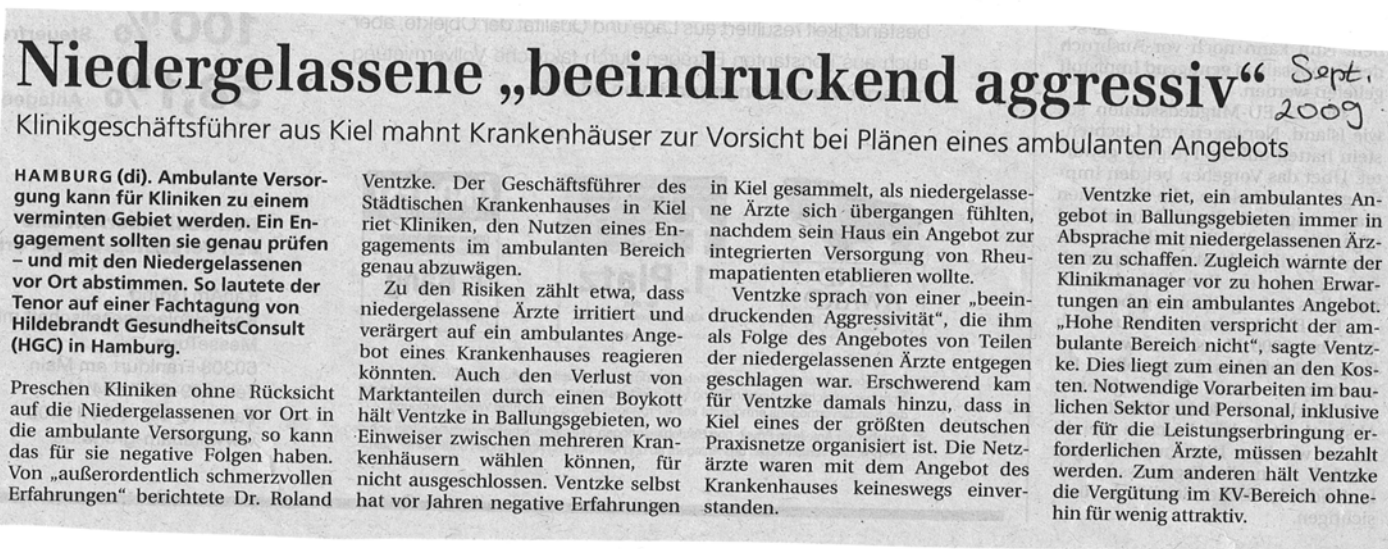 Niedergelassene „beeindruckend aggressiv“
Sept.
2009
Klinikgeschäftsführer aus Kiel mahnt Krankenhäuser zur Vorsicht bei Plänen eines ambulanten Angebots
HAMBURG (di). Ambulante Versor-
gung kann für Kliniken zu einem
verminten Gebiet werden. Ein En-
gagement sollten sie genau prüfen
– und mit den Niedergelassenen
vor Ort abstimmen. So lautete der
Tenor auf einer Fachtagung von
Hildebrandt GesundheitsConsult
(HGC) in Hamburg.
Preschen Kliniken ohne Rücksicht
auf die Niedergelassenen vor Ort in
die ambulante Versorgung, so kann
das für sie negative Folgen haben.
Von „außerordentlich schmerzvollen
Erfahrungen“ berichtete Dr. Roland
Ventzke. Der Geschäftsführer des
Städtischen Krankenhauses in Kiel
riet Kliniken, den Nutzen eines En-
gagements im ambulanten Bereich
genau abzuwägen.
Zu den Risiken zählt etwa, dass
niedergelassene Ärzte irritiert und
verärgert auf ein ambulantes Ange-
bot eines Krankenhauses reagieren
könnten. Auch den Verlust von
Marktanteilen durch einen Boykott
hält Ventzke in Ballungsgebieten, wo
Einweiser zwischen mehreren Kran-
kenhäusern wählen können, für
nicht ausgeschlossen. Ventzke selbst
hat vor Jahren negative Erfahrungen
in Kiel gesammelt, als niedergelasse-
ne Ärzte sich übergangen fühlten,
nachdem sein Haus ein Angebot zur
integrierten Versorgung von Rheu-
mapatienten etablieren wollte.
Ventzke sprach von einer „beein-
druckenden Aggressivität“, die ihm
als Folge des Angebotes von Teilen
der niedergelassenen Ärzte entgegen
geschlagen war. Erschwerend kam
für Ventzke damals hinzu, dass in
Kiel eines der größten deutschen
Praxisnetze organisiert ist. Die Netz-
ärzte waren mit dem Angebot des
Krankenhauses keineswegs einver-
standen.
Ventzke riet, ein ambulantes An-
gebot in Ballungsgebieten immer in
Absprache mit niedergelassenen Ärz-
ten zu schaffen. Zugleich warnte der
Klinikmanager vor zu hohen Erwar-
tungen an ein ambulantes Angebot.
„Hohe Renditen verspricht der am-
bulante Bereich nicht“, sagte Ventz-
ke. Dies liegt zum einen an den Kos-
ten. Notwendige Vorarbeiten im bau-
lichen Sektor und Personal, inklusive
der für die Leistungserbringung er-
forderlichen Ärzte, müssen bezahlt
werden. Zum anderen hält Ventzke
die Vergütung im KV-Bereich ohne-
hin für wenig attraktiv.